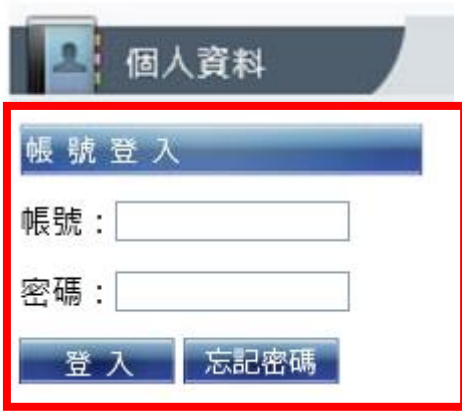 個人資料
帳 號 登 入
帳號：
密碼：
登 入 忘記密碼